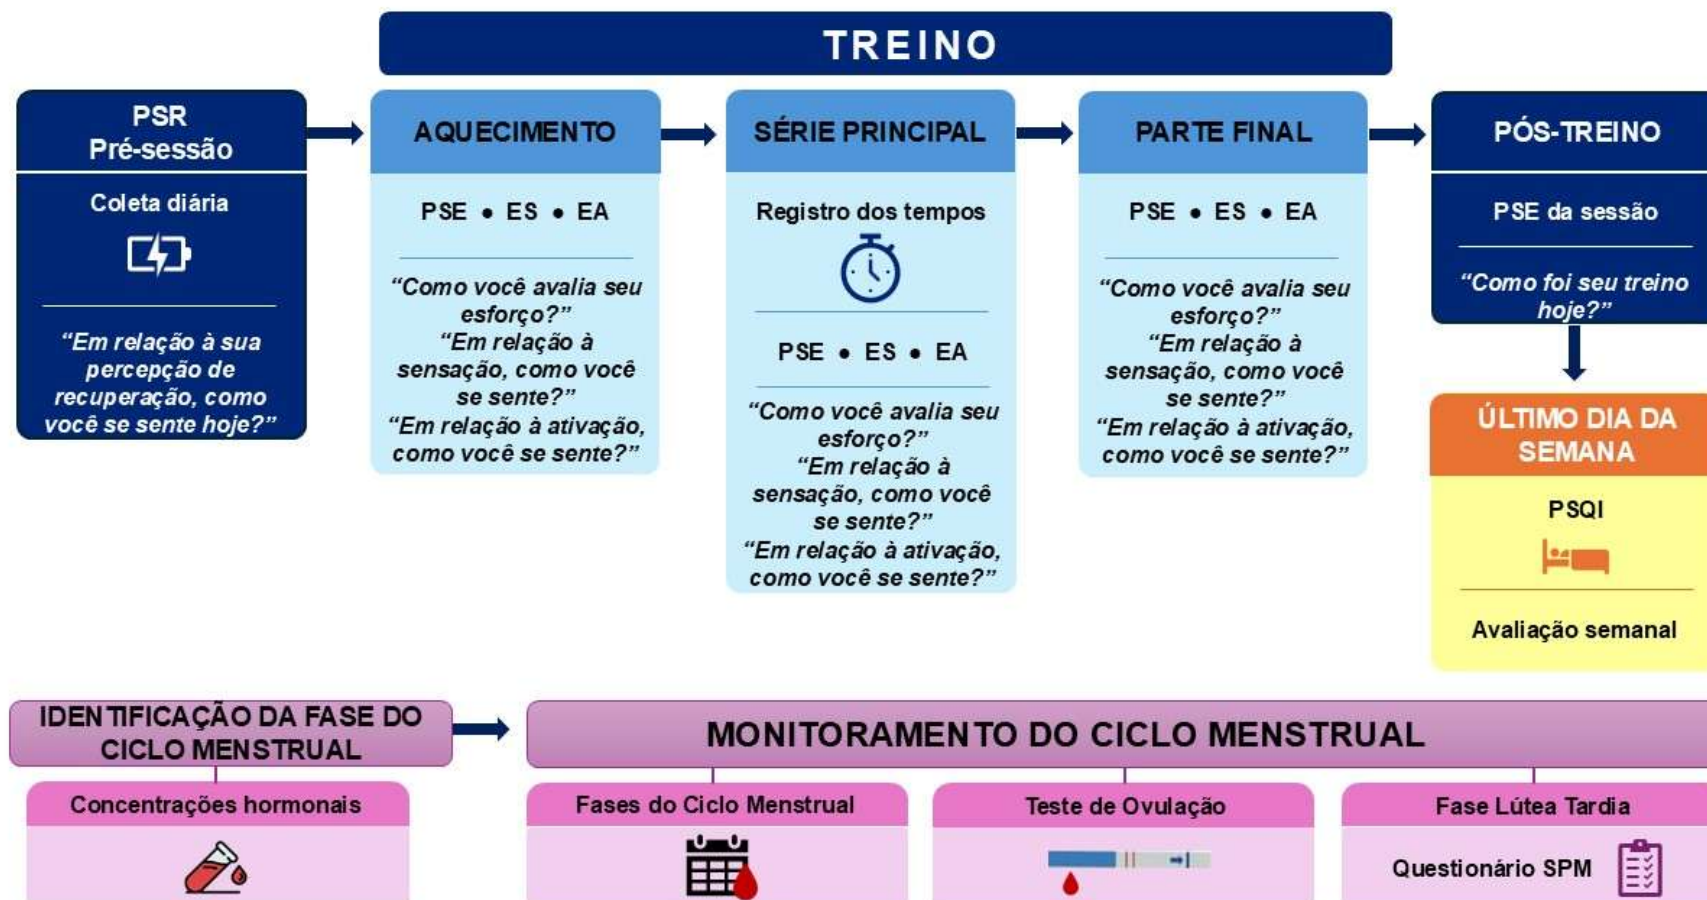 TREINO
PSR
Pré-sessão
Coleta diária
“Em relação à sua
percepção de
recuperação, como
você se sente hoje?”
AQUECIMENTO
PSE • ES • EA
“Como você avalia seu
esforço?”
“Em relação à
sensação, como você
se sente?”
“Em relação à ativação,
como você se sente?”
SÉRIE PRINCIPAL
Registro dos tempos
PSE • ES • EA
“Como você avalia seu
esforço?”
“Em relação à
sensação, como você
se sente?”
“Em relação à ativação,
como você se sente?”
PARTE FINAL
PSE • ES • EA
“Como você avalia seu
esforço?”
“Em relação à
sensação, como você
se sente?”
“Em relação à ativação,
como você se sente?”
PÓS-TREINO
PSE da sessão
“Como foi seu treino
hoje?”
ÚLTIMO DIA DA
SEMANA
PSQI
Avaliação semanal
IDENTIFICAÇÃO DA FASE DO
CICLO MENSTRUAL
Concentrações hormonais
MONITORAMENTO DO CICLO MENSTRUAL
Fases do Ciclo Menstrual
Teste de Ovulação
Fase Lútea Tardia
Questionário SPM